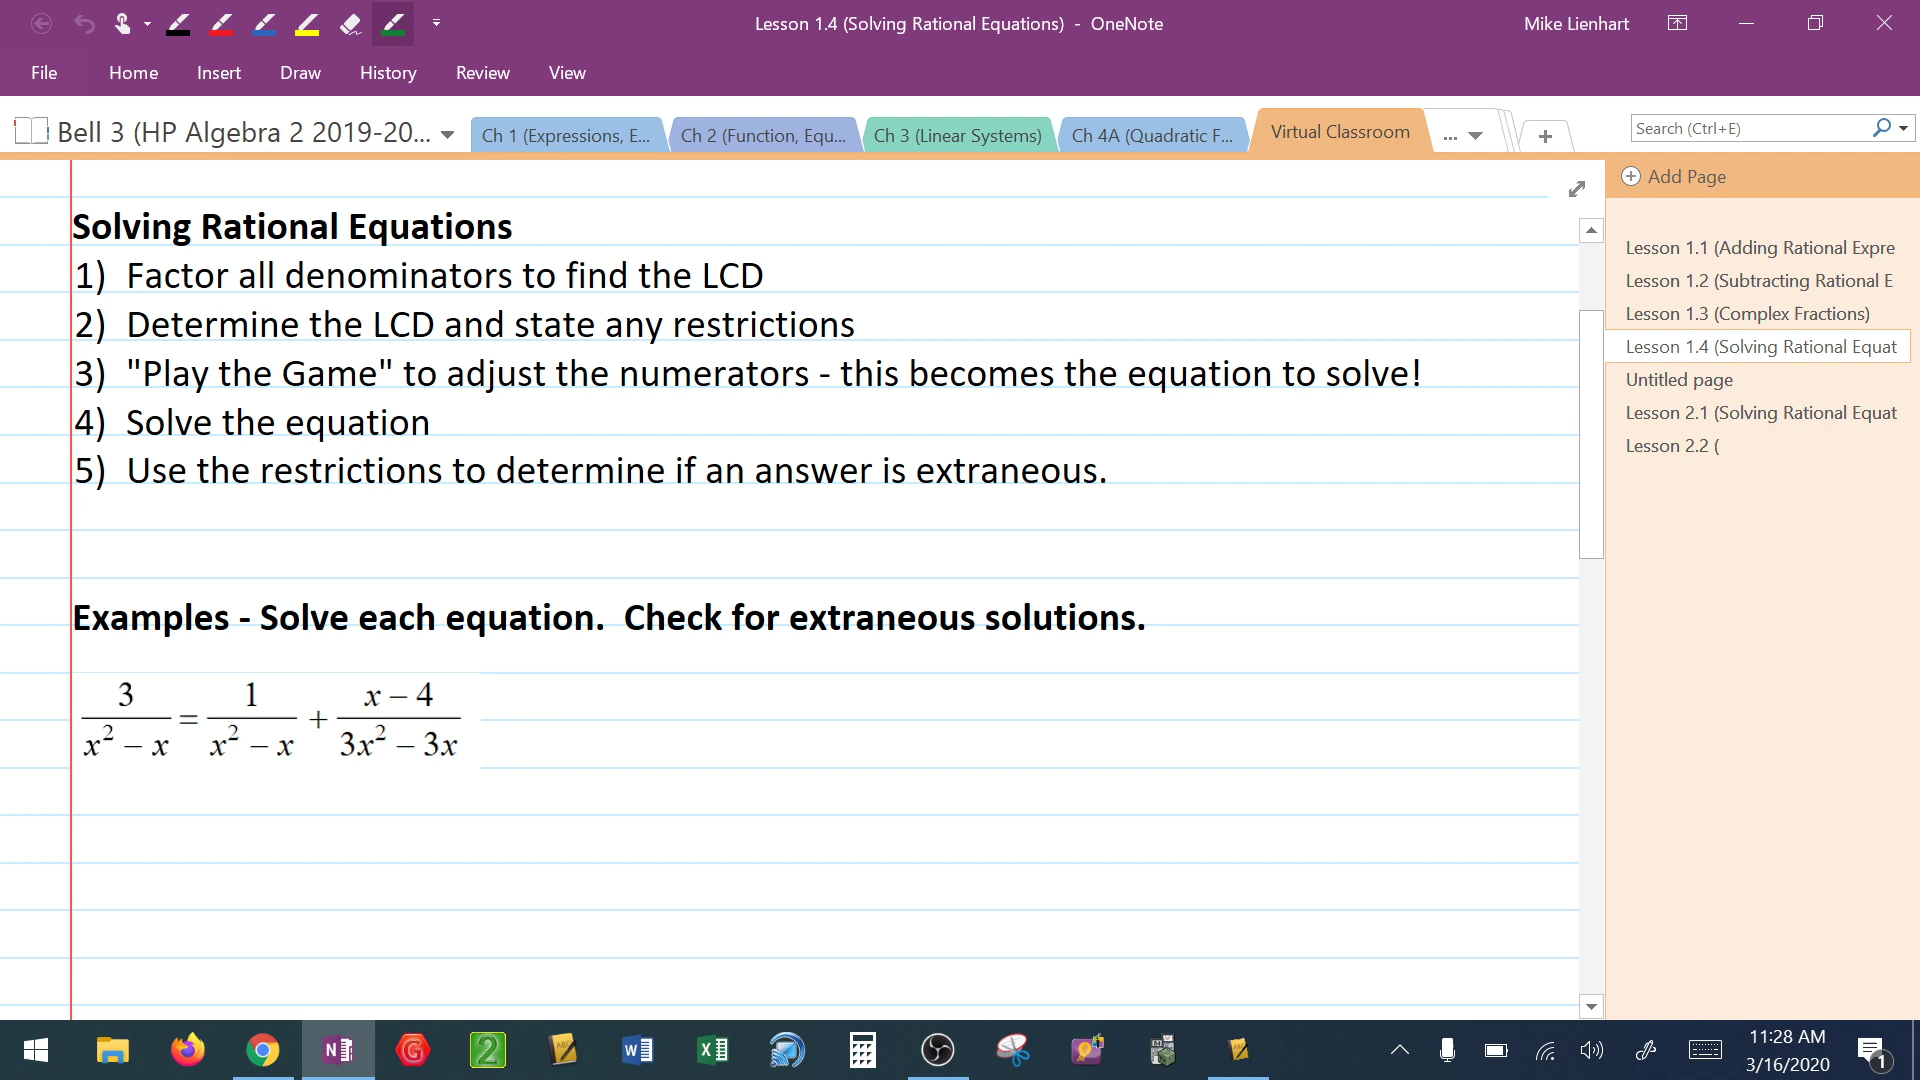 Lesson 1.4 (Solving Rational Equations) - OneNote
Mike Lienhart
File Home Insert Draw History Review View
Bell 3 (HP Algebra 2 2019-20...
Ch 1 (Expressions, E...
Ch 2 (Function, Equ...
Ch 3 (Linear Systems)
Ch 4A (Quadratic F...
Virtual Classroom
...
Search (Ctrl+E)
Add Page
Lesson 1.1 (Adding Rational Expre
Lesson 1.2 (Subtracting Rational E
Lesson 1.3 (Complex Fractions)
Lesson 1.4 (Solving Rational Equat
Untitled page
Lesson 2.1 (Solving Rational Equat
Lesson 2.2 (
Solving Rational Equations
1) Factor all denominators to find the LCD
2) Determine the LCD and state any restrictions
3) "Play the Game" to adjust the numerators - this becomes the equation to solve!
4) Solve the equation
5) Use the restrictions to determine if an answer is extraneous.
Examples - Solve each equation. Check for extraneous solutions.
3 1 x – 4
= +
x² – x x² – x 3x² – 3x
11:28 AM
3/16/2020
1